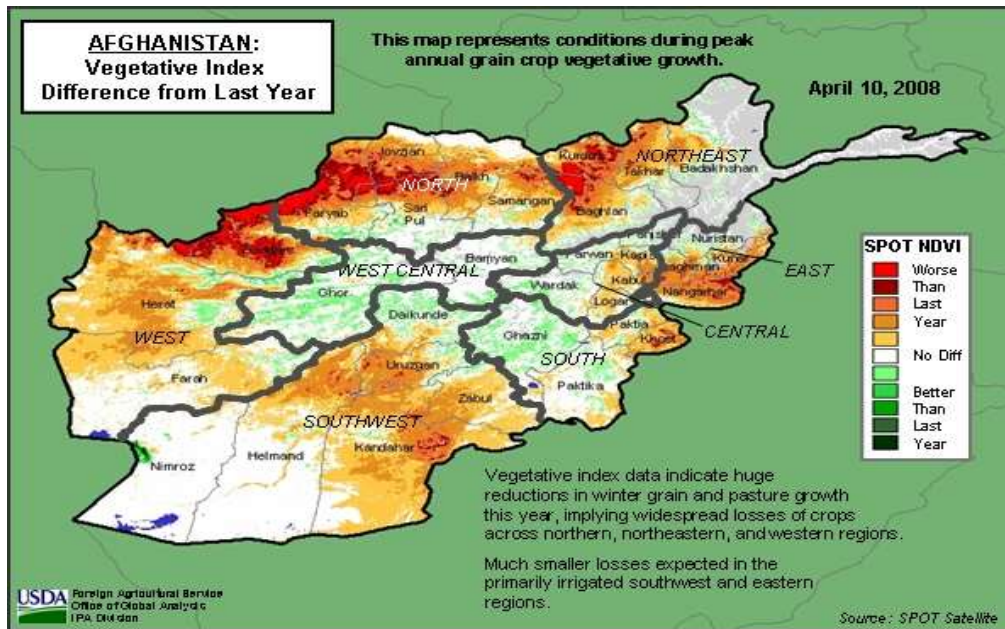 AFGHANISTAN:
Vegetative Index
Difference from Last Year
This map represents conditions during peak
annual grain crop vegetative growth.
April 10, 2008
Jowzjan
Balkh
Kunduz
NORTHEAST
Takhar
Badakhshan
NORTH
Faryab
Sari
Pul
Samangan
Baghlan
Badghis
Panjshir
Nuristan
WEST CENTRAL
Bamyan
Parwan
Kapisa
Kunar
Laghman
EAST
Herat
Ghor
Wardak
Kabul
Nangarhar
Logar
CENTRAL
Daikunde
Ghazni
Paktia
Khost
WEST
Uruzgan
SOUTH
Farah
Zabul
Paktika
SOUTHWEST
Kandahar
Nimroz
Helmand
SPOT NDVI
Worse
Than
Last
Year
No Diff
Better
Than
Last
Year
Vegetative index data indicate huge
reductions in winter grain and pasture growth
this year, implying widespread losses of crops
across northern, northeastern, and western regions.
Much smaller losses expected in the
primarily irrigated southwest and eastern
regions.
USDA
Foreign Agricultural Service
Office of Global Analysis
IPA Division
Source: SPOT Satellite